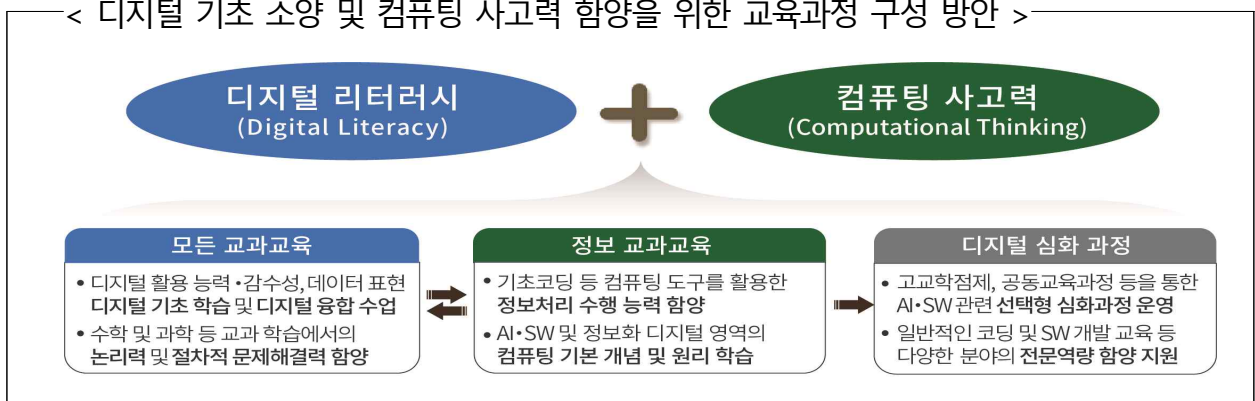 < 디지털 기초 소양 및 컴퓨팅 사고력 함양을 위한 교육과정 구성 방안 >
디지털 리터러시
(Digital Literacy)
컴퓨팅 사고력
(Computational Thinking)
모든 교과교육
• 디지털 활용 능력·감수성, 데이터 표현
디지털 기초 학습 및 디지털 융합 수업
• 수학 및 과학 등 교과 학습에서의
논리력 및 절차적 문제해결력 함양
정보 교과교육
• 기초코딩 등 컴퓨팅 도구를 활용한
정보처리 수행 능력 함양
• AI·SW 및 정보화 디지털 영역의
컴퓨팅 기본 개념 및 원리 학습
디지털 심화 과정
• 고교학점제, 공동교육과정 등을 통한
AI·SW 관련 선택형 심화과정 운영
• 일반적인 코딩 및 SW 개발 교육 등
다양한 분야의 전문역량 함양 지원